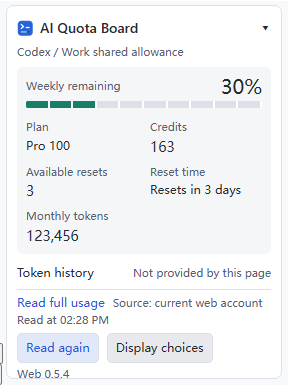 AI Quota Board
Codex / Work shared allowance
Weekly remaining 30%
Plan Credits
Pro 100 163
Available resets Reset time
3 Resets in 3 days
Monthly tokens
123,456
Token history Not provided by this page
Read full usage Source: current web account
Read at 02:28 PM
Read again Display choices
Web 0.5.4